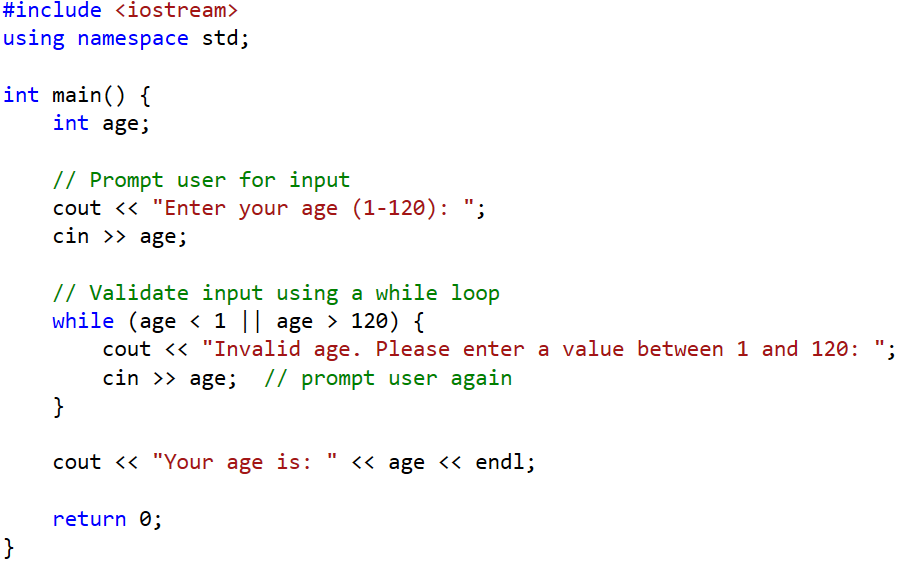 #include <iostream>
using namespace std;

int main() {
    int age;

    // Prompt user for input
    cout << "Enter your age (1-120): ";
    cin >> age;

    // Validate input using a while loop
    while (age < 1 || age > 120) {
        cout << "Invalid age. Please enter a value between 1 and 120: ";
        cin >> age;  // prompt user again
    }

    cout << "Your age is: " << age << endl;

    return 0;
}